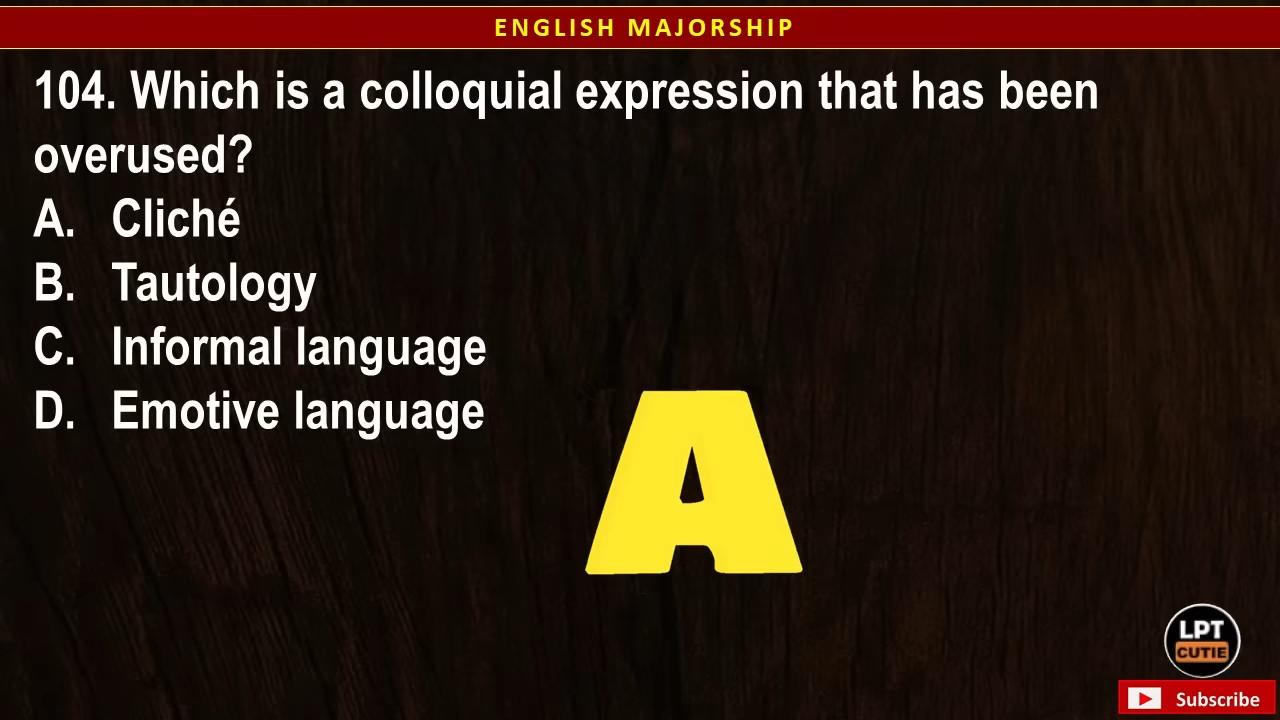 ENGLISH MAJORSHIP
104. Which is a colloquial expression that has been
overused?
A. Cliché
B. Tautology
C. Informal language
D. Emotive language
A
LPT
CUTIE
Subscribe